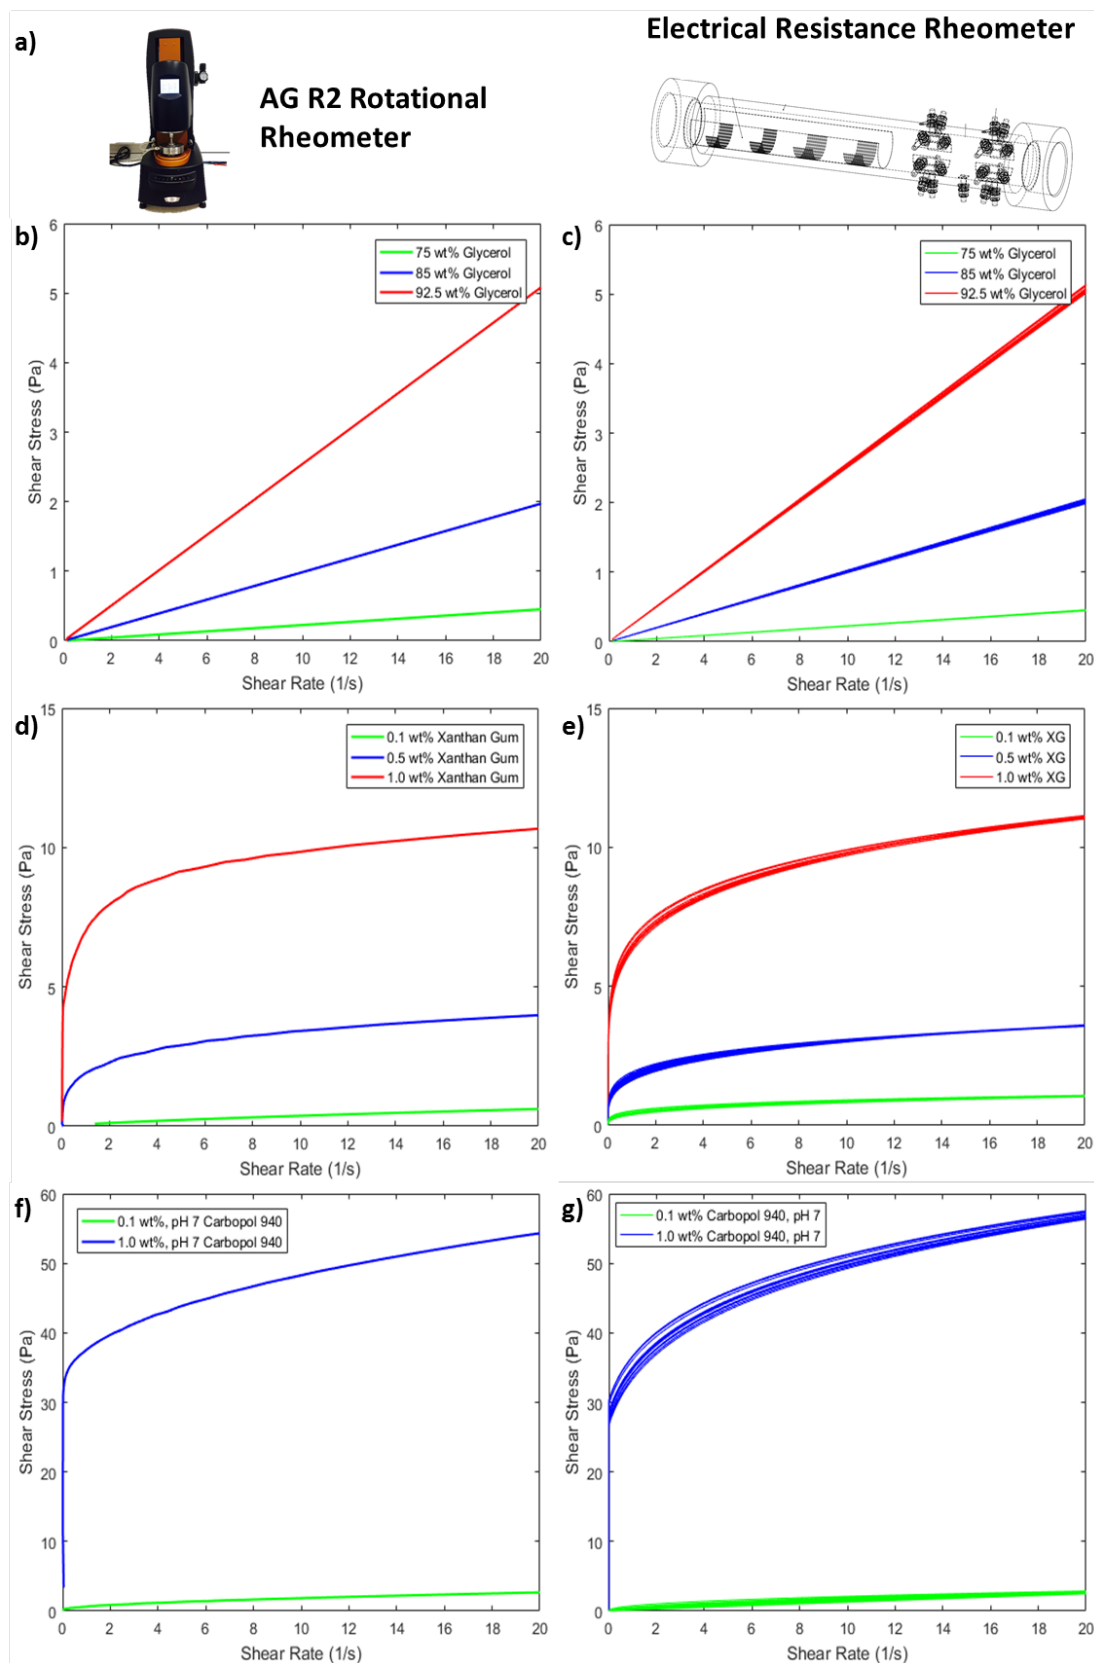 a)
AG R2 Rotational
Rheometer
Electrical Resistance Rheometer
b)
6
5
4
3
2
1
0
Shear Stress (Pa)
75 wt% Glycerol
85 wt% Glycerol
92.5 wt% Glycerol
0 2 4 6 8 10 12 14 16 18 20
Shear Rate (1/s)
c)
6
5
4
3
2
1
0
Shear Stress (Pa)
75 wt% Glycerol
85 wt% Glycerol
92.5 wt% Glycerol
0 2 4 6 8 10 12 14 16 18 20
Shear Rate (1/s)
d)
15
10
5
0
Shear Stress (Pa)
0.1 wt% Xanthan Gum
0.5 wt% Xanthan Gum
1.0 wt% Xanthan Gum
0 2 4 6 8 10 12 14 16 18 20
Shear Rate (1/s)
e)
15
10
5
0
Shear Stress (Pa)
0.1 wt% XG
0.5 wt% XG
1.0 wt% XG
0 2 4 6 8 10 12 14 16 18 20
Shear Rate (1/s)
f)
60
50
40
30
20
10
0
Shear Stress (Pa)
0.1 wt%, pH 7 Carbopol 940
1.0 wt%, pH 7 Carbopol 940
0 2 4 6 8 10 12 14 16 18 20
Shear Rate (1/s)
g)
60
50
40
30
20
10
0
Shear Stress (Pa)
0.1 wt% Carbopol 940, pH 7
1.0 wt% Carbopol 940, pH 7
0 2 4 6 8 10 12 14 16 18 20
Shear Rate (1/s)